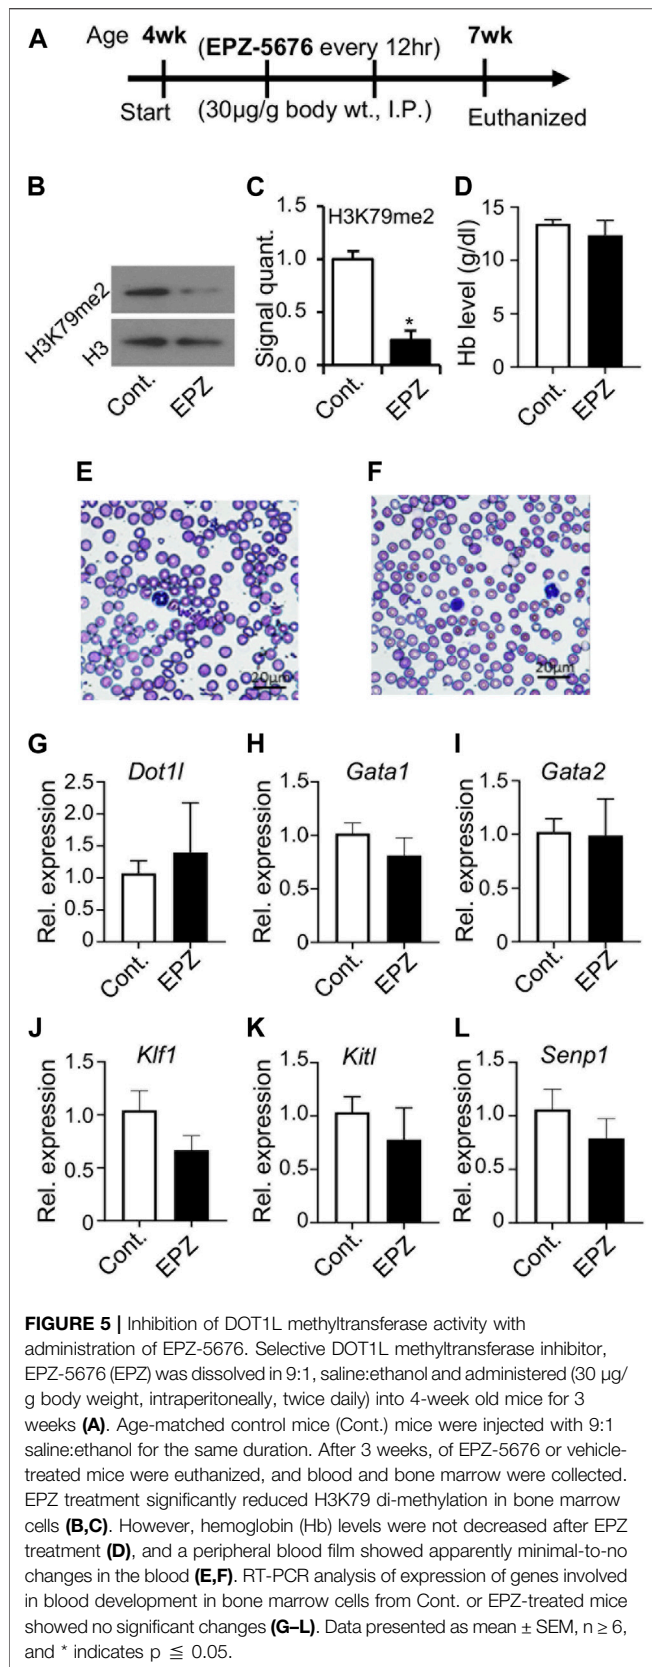 A
Age 4wk (EPZ-5676 every 12hr) 7wk
Start (30µg/g body wt., I.P.) Euthanized
B
H3K79me2
H3
Cont. EPZ
C
H3K79me2
Signal quant.
1.5
1.0
0.5
0.0
*
Cont. EPZ
D
Hb level (g/dl)
15
10
5
0
Cont. EPZ
E
20µm
F
20µm
G
Dot1l
Rel. expression
2.5
2.0
1.5
1.0
0.5
0
Cont. EPZ
H
Gata1
Rel. expression
1.5
1.0
0.5
0
Cont. EPZ
I
Gata2
Rel. expression
1.5
1.0
0.5
0
Cont. EPZ
J
Klf1
Rel. expression
1.5
1.0
0.5
0
Cont. EPZ
K
Kitl
Rel. expression
1.5
1.0
0.5
0
Cont. EPZ
L
Senp1
Rel. expression
1.5
1.0
0.5
0
Cont. EPZ
FIGURE 5 | Inhibition of DOT1L methyltransferase activity with
administration of EPZ-5676. Selective DOT1L methyltransferase inhibitor,
EPZ-5676 (EPZ) was dissolved in 9:1, saline:ethanol and administered (30 µg/
g body weight, intraperitoneally, twice daily) into 4-week old mice for 3
weeks (A). Age-matched control mice (Cont.) mice were injected with 9:1
saline:ethanol for the same duration. After 3 weeks, of EPZ-5676 or vehicle-
treated mice were euthanized, and blood and bone marrow were collected.
EPZ treatment significantly reduced H3K79 di-methylation in bone marrow
cells (B,C). However, hemoglobin (Hb) levels were not decreased after EPZ
treatment (D), and a peripheral blood film showed apparently minimal-to-no
changes in the blood (E,F). RT-PCR analysis of expression of genes involved
in blood development in bone marrow cells from Cont. or EPZ-treated mice
showed no significant changes (G–L). Data presented as mean ± SEM, n ≥ 6,
and * indicates p ≦ 0.05.